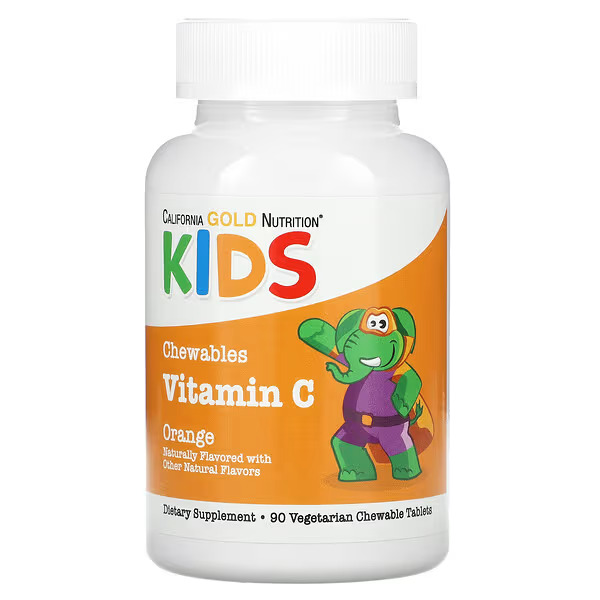 CALIFORNIA GOLD NUTRITION®
KIDS
Chewables
Vitamin C
Orange
Naturally Flavored with
Other Natural Flavors
Dietary Supplement • 90 Vegetarian Chewable Tablets